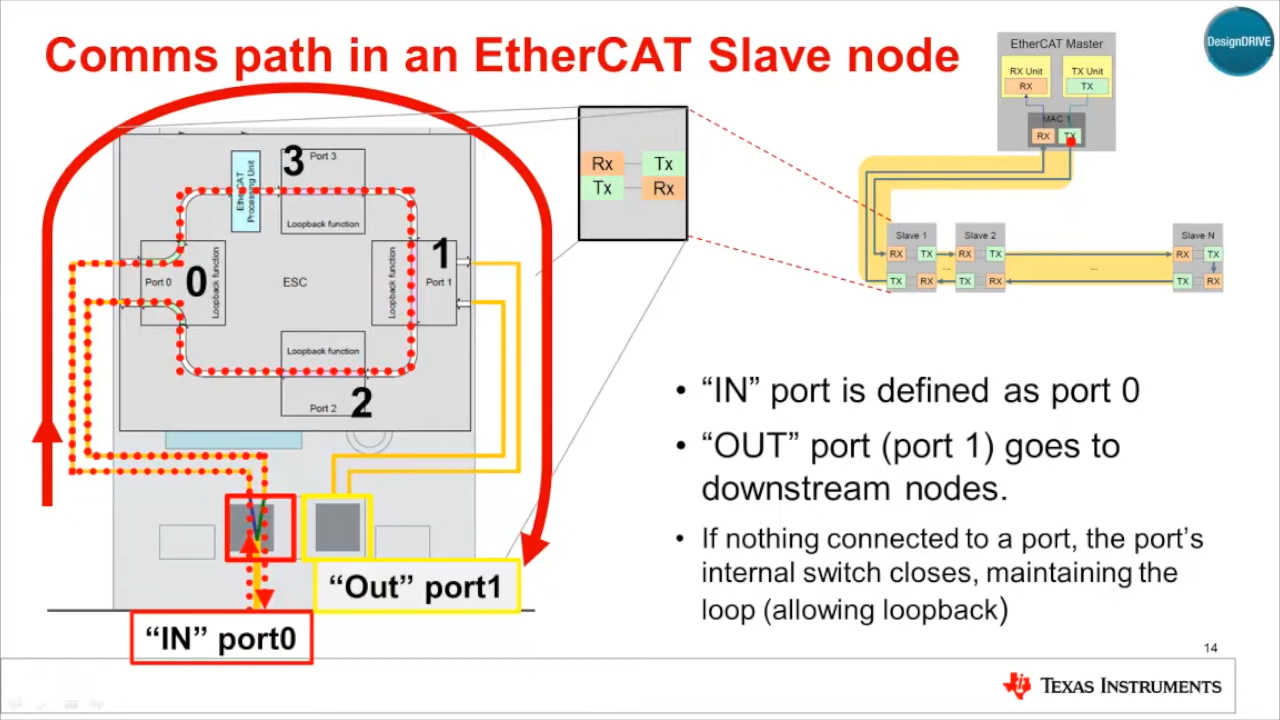 Comms path in an EtherCAT Slave node
DesignDRIVE
EtherCAT Master
RX Unit
TX Unit
RX
TX
MAC 1
RX
TX
3
Port 3
EtherCAT
Processing Unit
Loopback function
Port 0
0
Loopback function
ESC
Loopback function
1
Port 1
Loopback function
Port 2
2
Rx
Tx
Tx
Rx
Slave 1
Slave 2
Slave N
RX
TX
RX
TX
RX
TX
...
...
TX
RX
TX
RX
TX
RX
• “IN” port is defined as port 0
• “OUT” port (port 1) goes to
downstream nodes.
• If nothing connected to a port, the port’s
internal switch closes, maintaining the
loop (allowing loopback)
“Out” port1
“IN” port0
14
TEXAS INSTRUMENTS